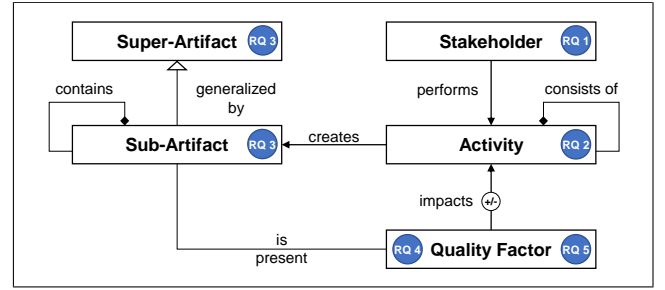 Super-Artifact RQ 3
Stakeholder RQ 1
contains
generalized
by
performs
consists of
Sub-Artifact RQ 3
creates
Activity RQ 2
impacts +/-
is
present
RQ 4 Quality Factor RQ 5